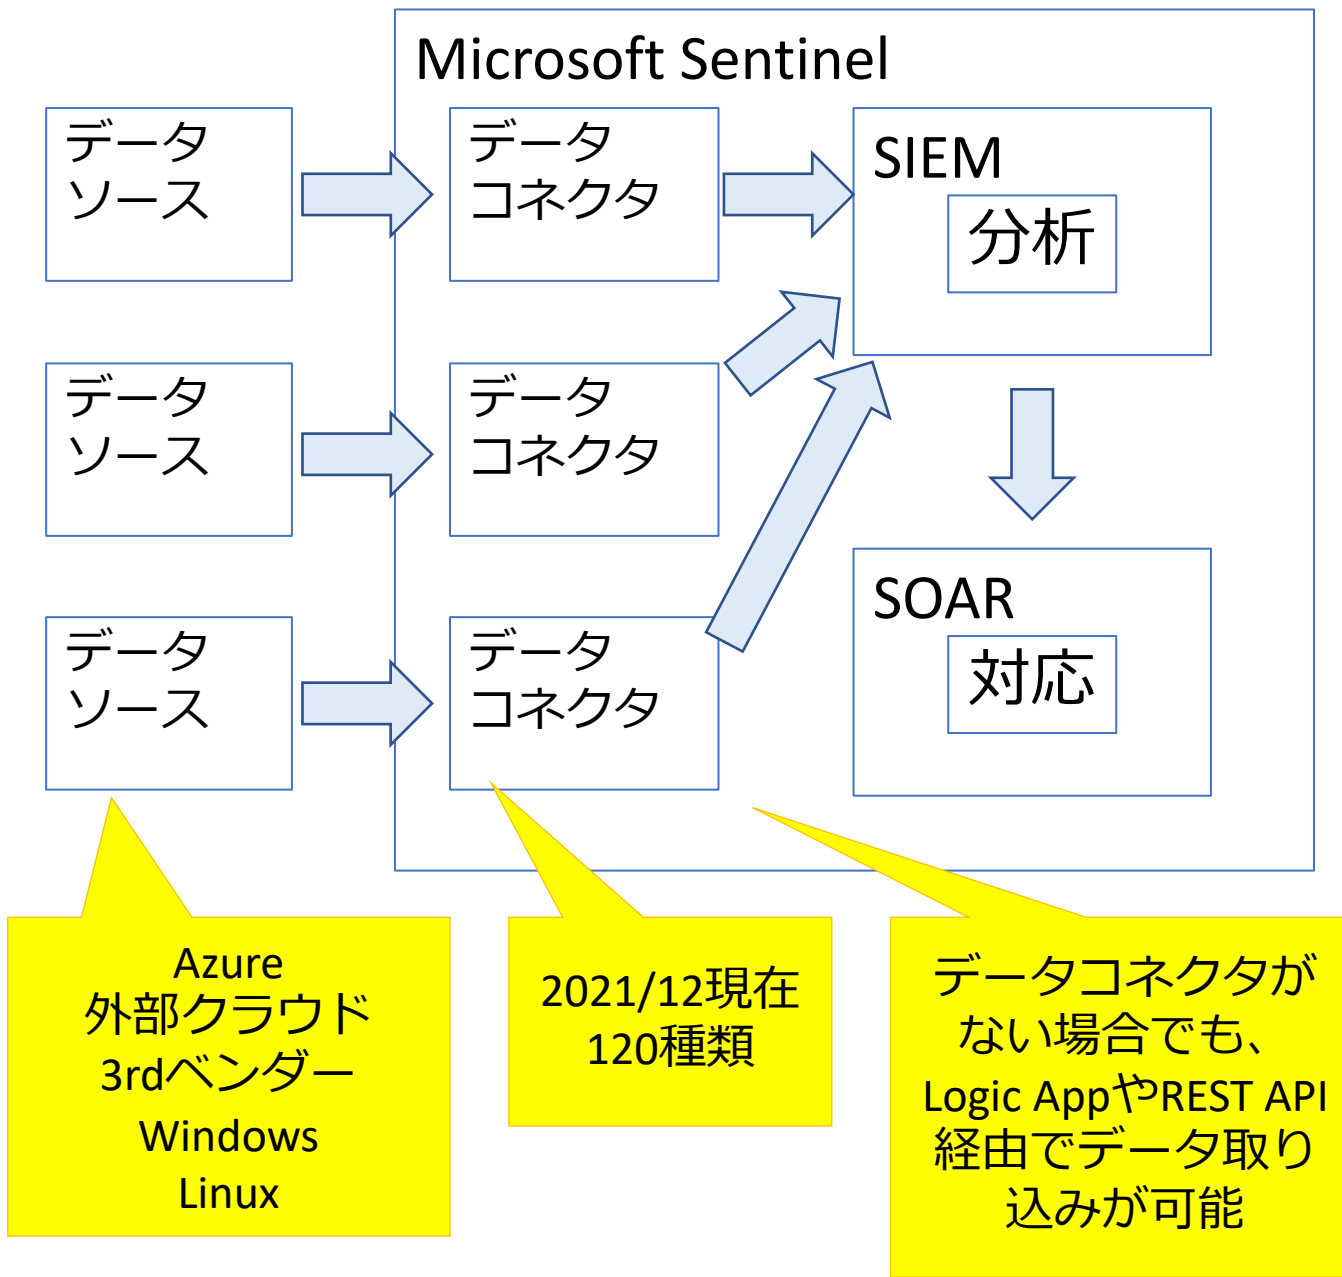 Microsoft Sentinel
データ
ソース
データ
コネクタ
SIEM
分析
データ
ソース
データ
コネクタ
データ
ソース
データ
コネクタ
SOAR
対応
Azure
外部クラウド
3rdベンダー
Windows
Linux
2021/12現在
120種類
データコネクタが
ない場合でも、
Logic AppやREST API
経由でデータ取り
込みが可能